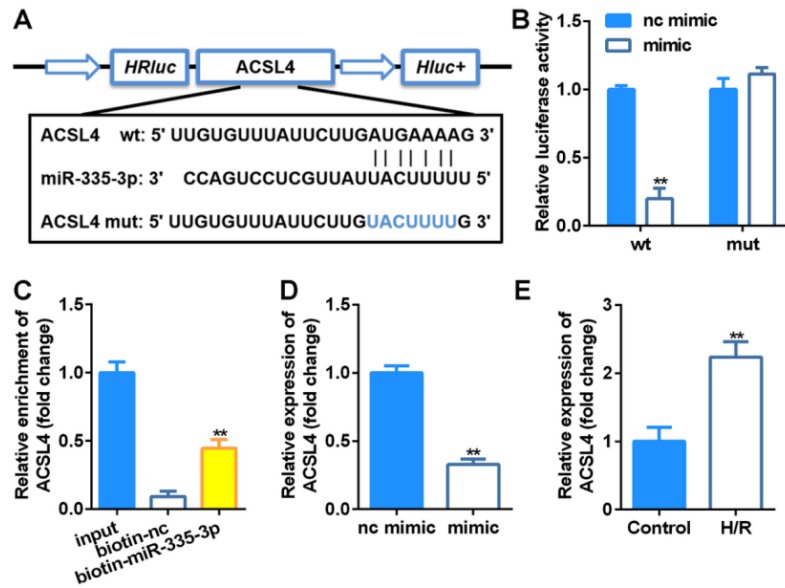 A
HRluc ACSL4 Hluc+
ACSL4 wt: 5' UUGUGUUUAUUCUUGAUGAAAAG 3'
miR-335-3p: 3' CCAGUCCUCGUUAUUACUUUUU 5'
ACSL4 mut: 5' UUGUGUUUAUUCUUGUACUUUUG 3'
B
nc mimic
mimic
Relative luciferase activity
1.5
1.0
0.5
0.0
**
wt mut
C
Relative enrichment of
ACSL4 (fold change)
1.5
1.0
0.5
0.0
**
input
biotin-nc
biotin-miR-335-3p
D
Relative expression of
ACSL4 (fold change)
1.5
1.0
0.5
0.0
**
nc mimic mimic
E
Relative expression of
ACSL4 (fold change)
3
2
1
0
**
Control H/R